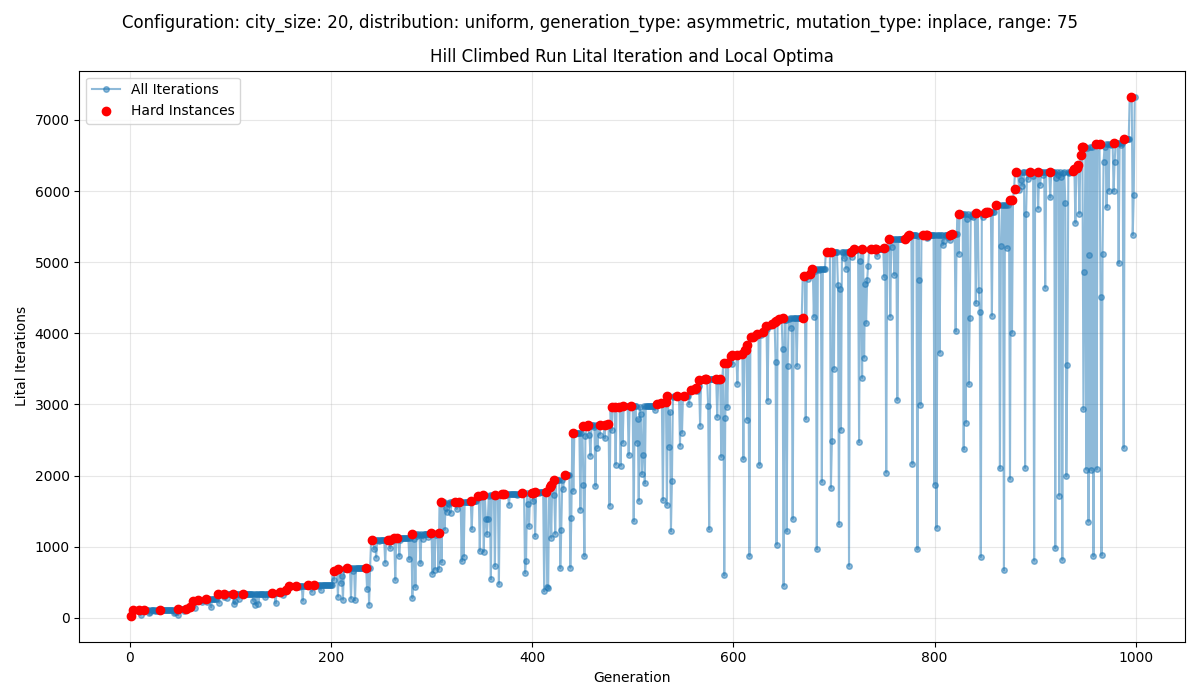 Configuration: city_size: 20, distribution: uniform, generation_type: asymmetric, mutation_type: inplace, range: 75
Hill Climbed Run Lital Iteration and Local Optima
All Iterations
Hard Instances
7000
6000
5000
4000
3000
2000
1000
0
Lital Iterations
0 200 400 600 800 1000
Generation